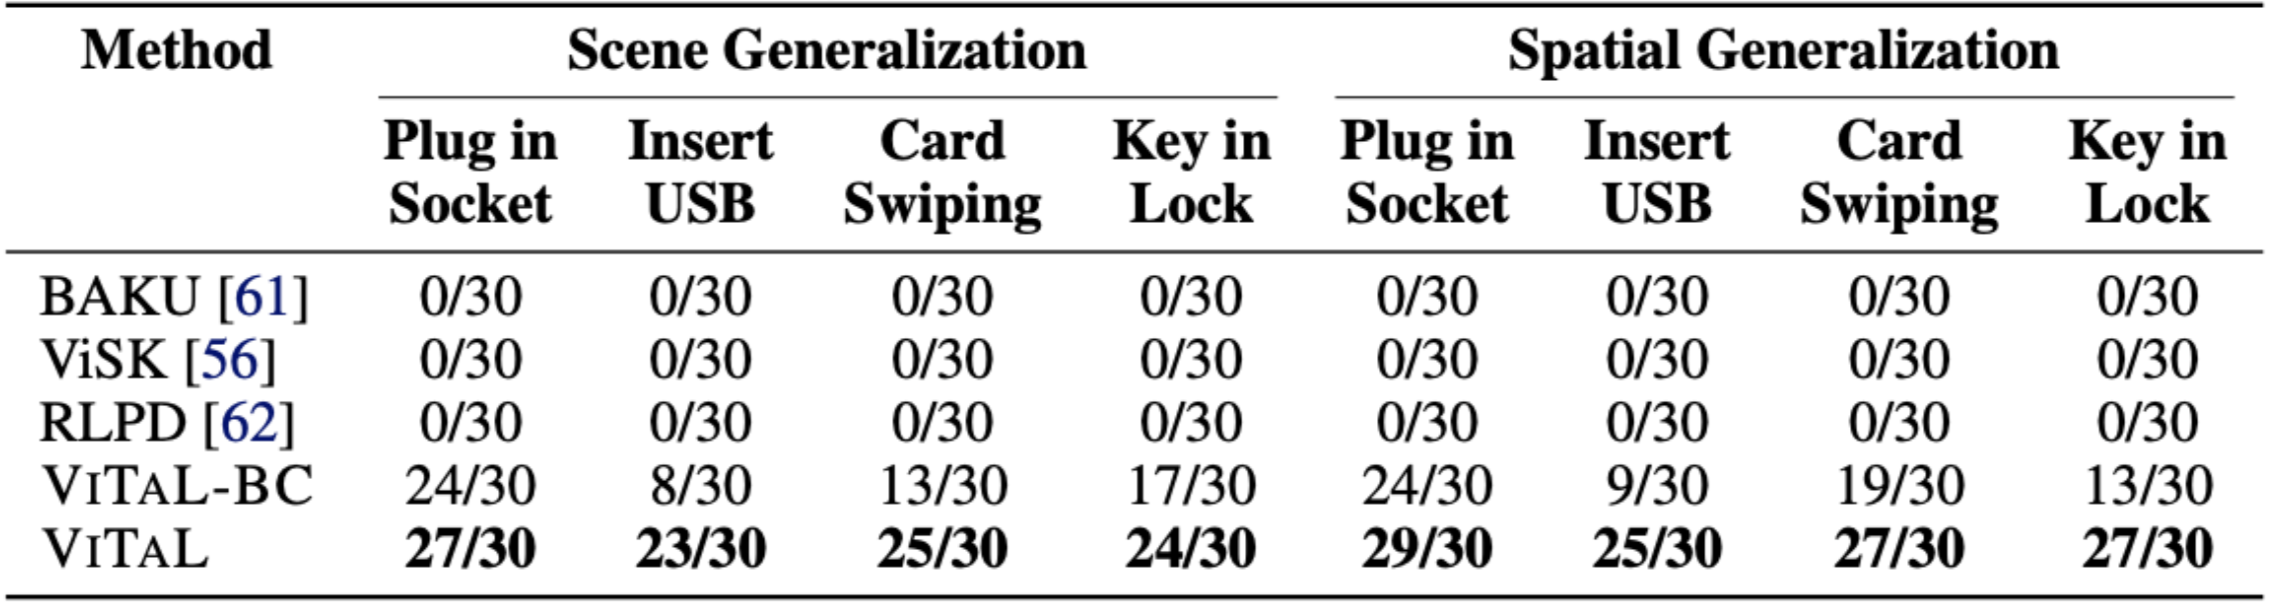 Method Scene Generalization Spatial Generalization
Plug in Insert Card Key in Plug in Insert Card Key in
Socket USB Swiping Lock Socket USB Swiping Lock
BAKU [61] 0/30 0/30 0/30 0/30 0/30 0/30 0/30 0/30
ViSK [56] 0/30 0/30 0/30 0/30 0/30 0/30 0/30 0/30
RLPD [62] 0/30 0/30 0/30 0/30 0/30 0/30 0/30 0/30
VITAL-BC 24/30 8/30 13/30 17/30 24/30 9/30 19/30 13/30
VITAL 27/30 23/30 25/30 24/30 29/30 25/30 27/30 27/30